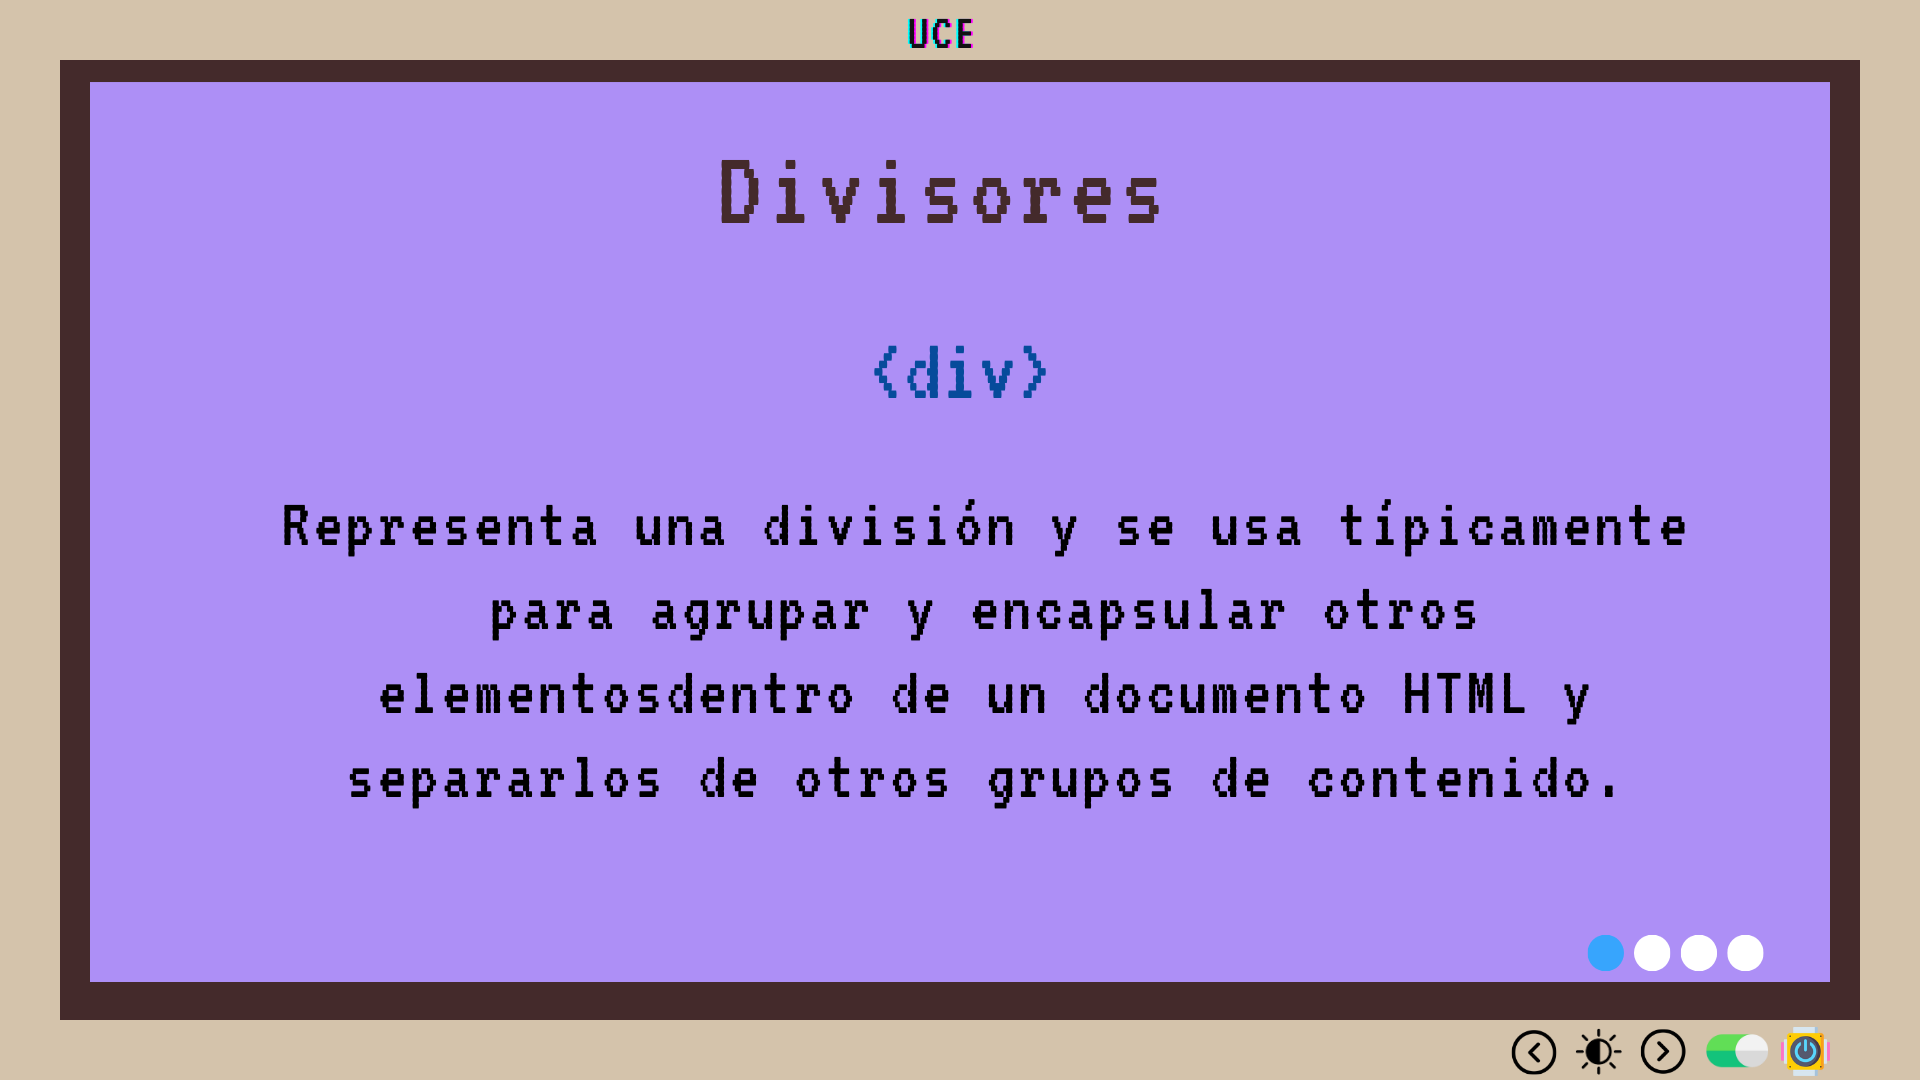 UCE
Divisores
<div>
Representa una división y se usa típicamente
para agrupar y encapsular otros
elementosdentro de un documento HTML y
separarlos de otros grupos de contenido.